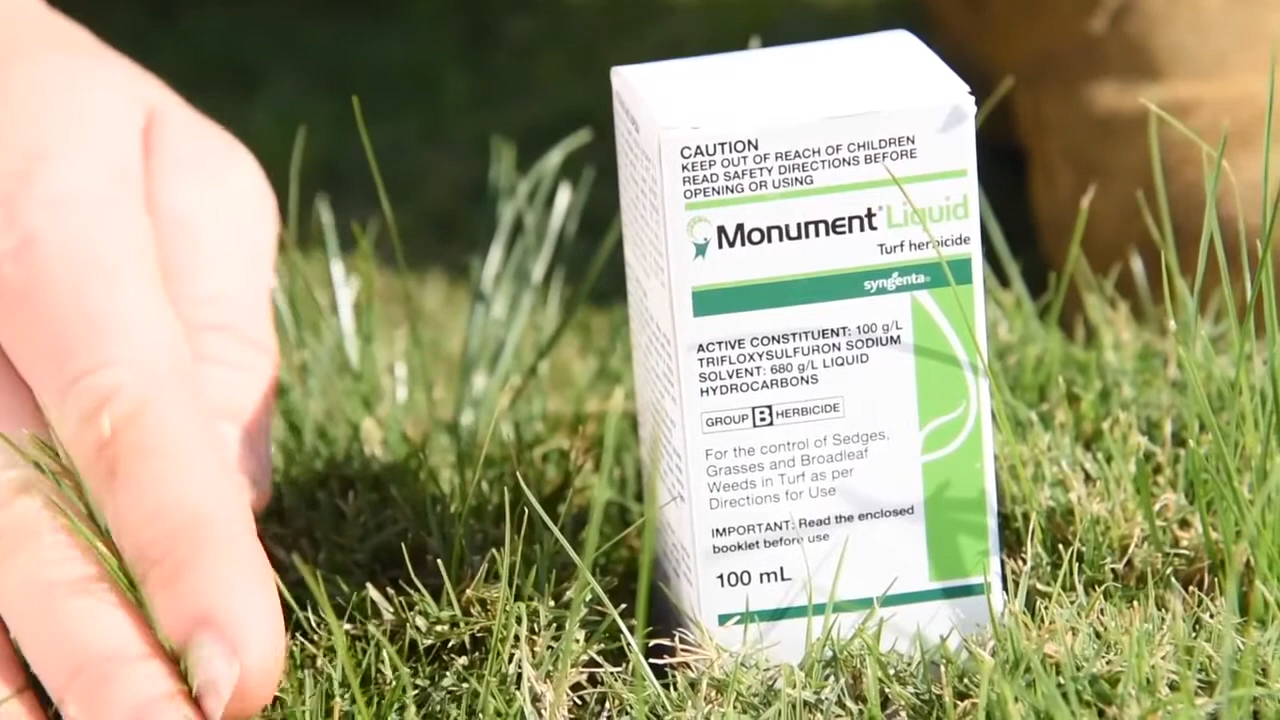 CAUTION
KEEP OUT OF REACH OF CHILDREN
READ SAFETY DIRECTIONS BEFORE
OPENING OR USING
Monument Liquid
Turf herbicide
syngenta
ACTIVE CONSTITUENT: 100 g/L
TRIFLOXYSULFURON SODIUM
SOLVENT: 680 g/L LIQUID
HYDROCARBONS
GROUP B HERBICIDE
For the control of Sedges,
Grasses and Broadleaf
Weeds in Turf as per
Directions for Use
IMPORTANT: Read the enclosed
booklet before use
100 mL